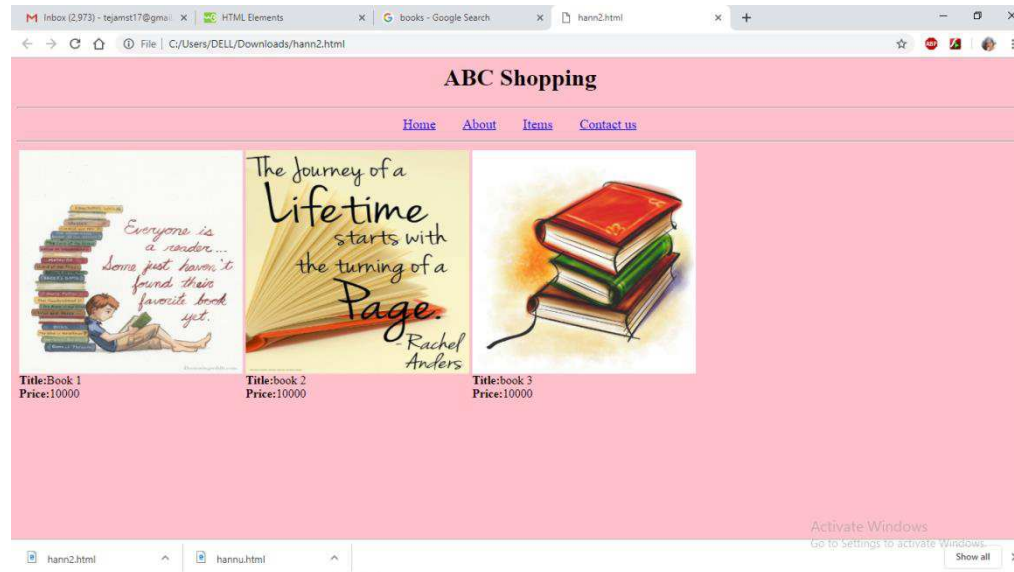 Inbox (2,973) - tejamst17@gmail
HTML Elements
books - Google Search
hann2.html
File
C:/Users/DELL/Downloads/hann2.html
ABP
ABC Shopping
Home About Items Contact us
Everyone is
a reader...
Some just haven't
found their
favorite book
yet.
The Journey of a
Lifetime
starts with
the turning of a
Page.
- Rachel
Anders
Title:Book 1
Price:10000
Title:book 2
Price:10000
Title:book 3
Price:10000
Activate Windows
Go to Settings to activate Windows.
hann2.html
hannu.html
Show all